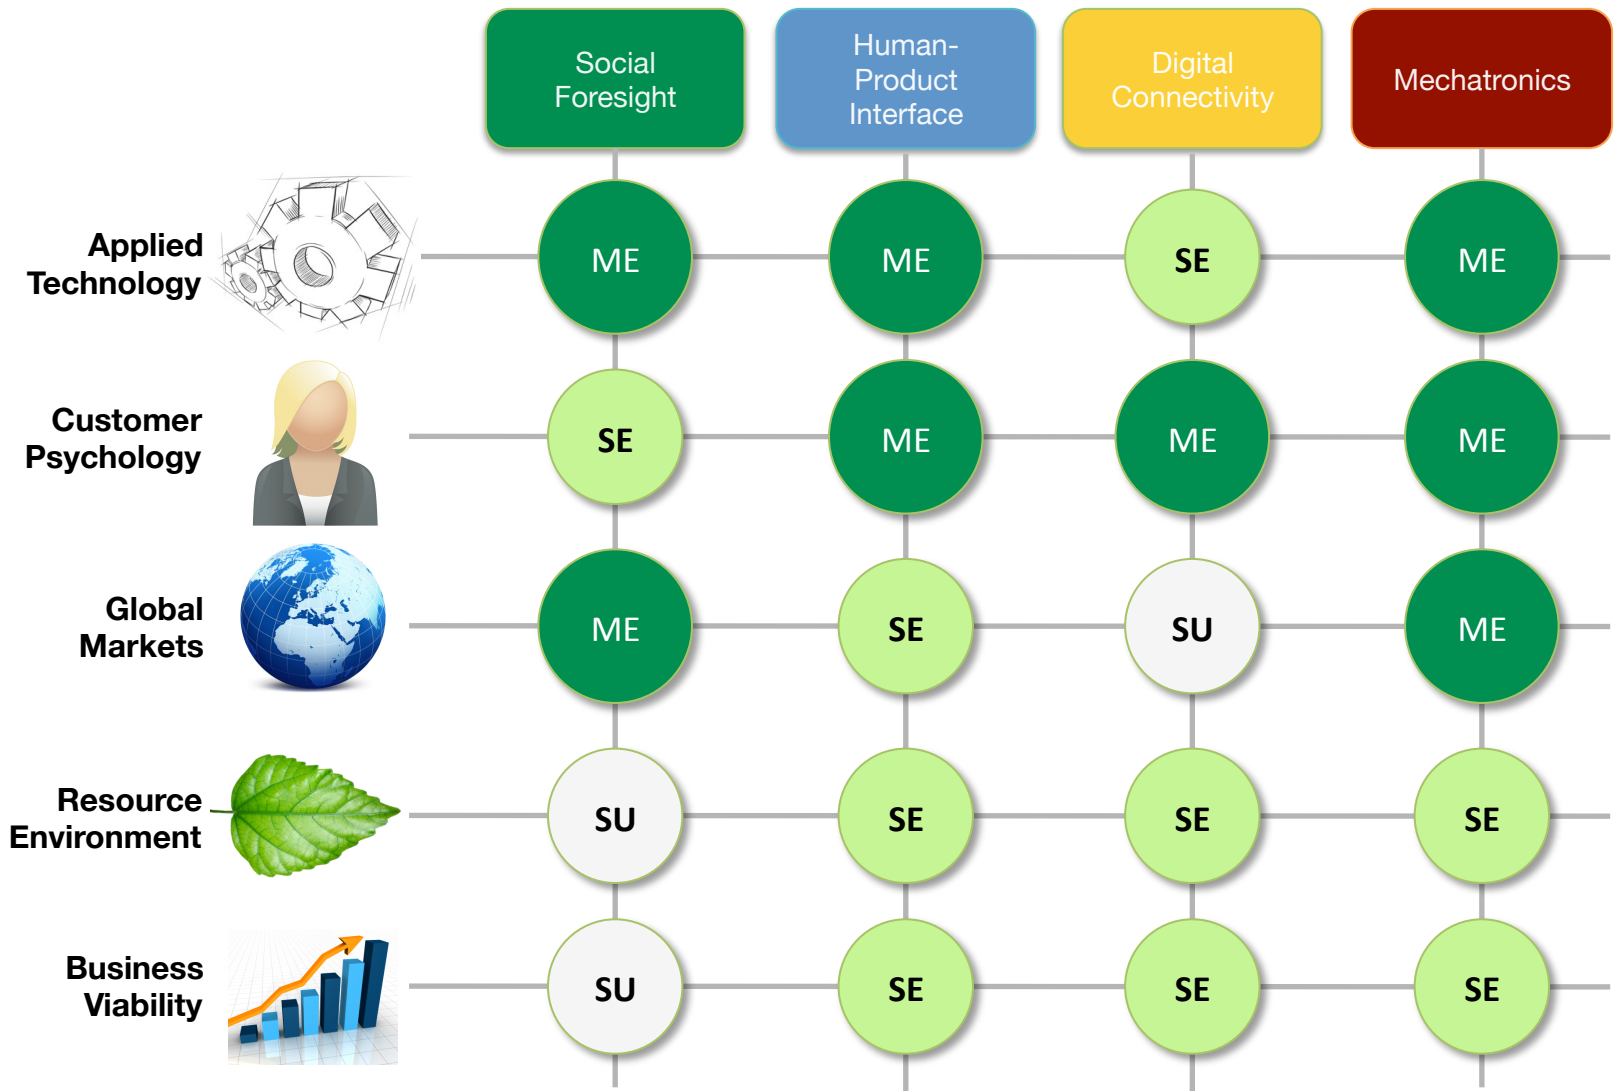 Social
Foresight
Human-
Product
Interface
Digital
Connectivity
Mechatronics
Applied
Technology
ME
ME
SE
ME
Customer
Psychology
SE
ME
ME
ME
Global
Markets
ME
SE
SU
ME
Resource
Environment
SU
SE
SE
SE
Business
Viability
SU
SE
SE
SE